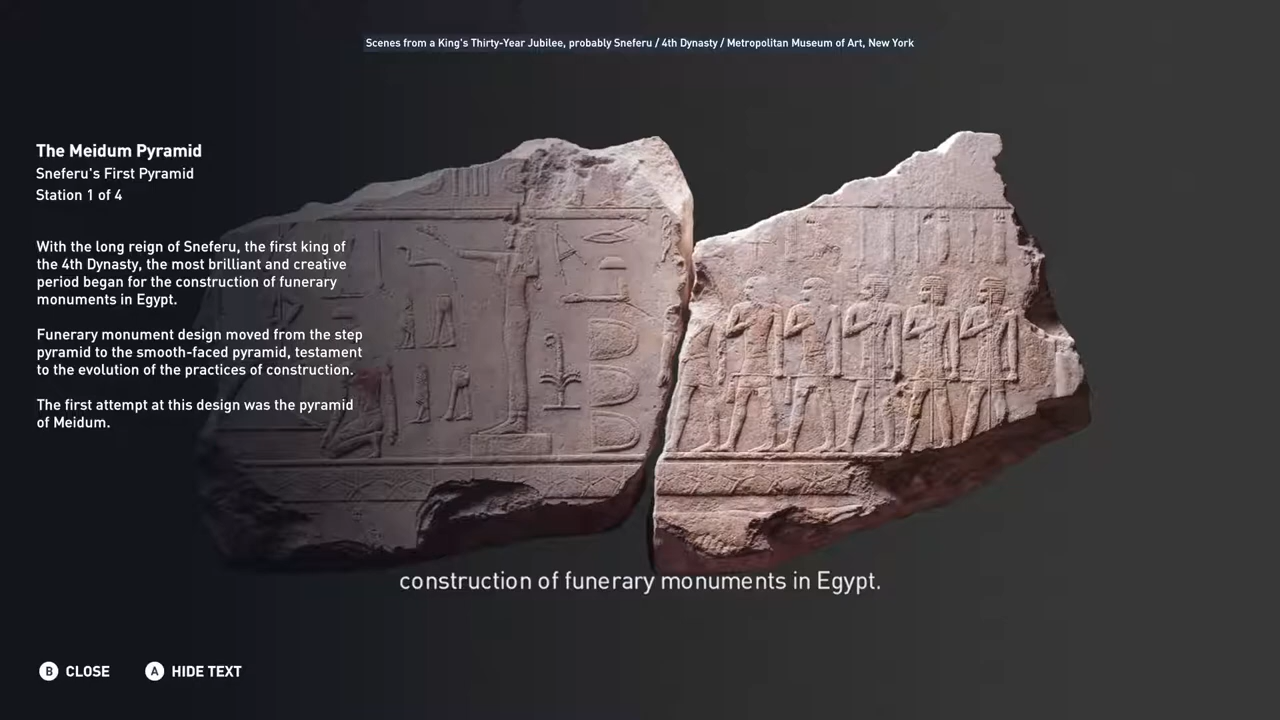 Scenes from a King's Thirty-Year Jubilee, probably Sneferu / 4th Dynasty / Metropolitan Museum of Art, New York
The Meidum Pyramid
Sneferu's First Pyramid
Station 1 of 4
With the long reign of Sneferu, the first king of
the 4th Dynasty, the most brilliant and creative
period began for the construction of funerary
monuments in Egypt.
Funerary monument design moved from the step
pyramid to the smooth-faced pyramid, testament
to the evolution of the practices of construction.
The first attempt at this design was the pyramid
of Meidum.
construction of funerary monuments in Egypt.
B CLOSE A HIDE TEXT